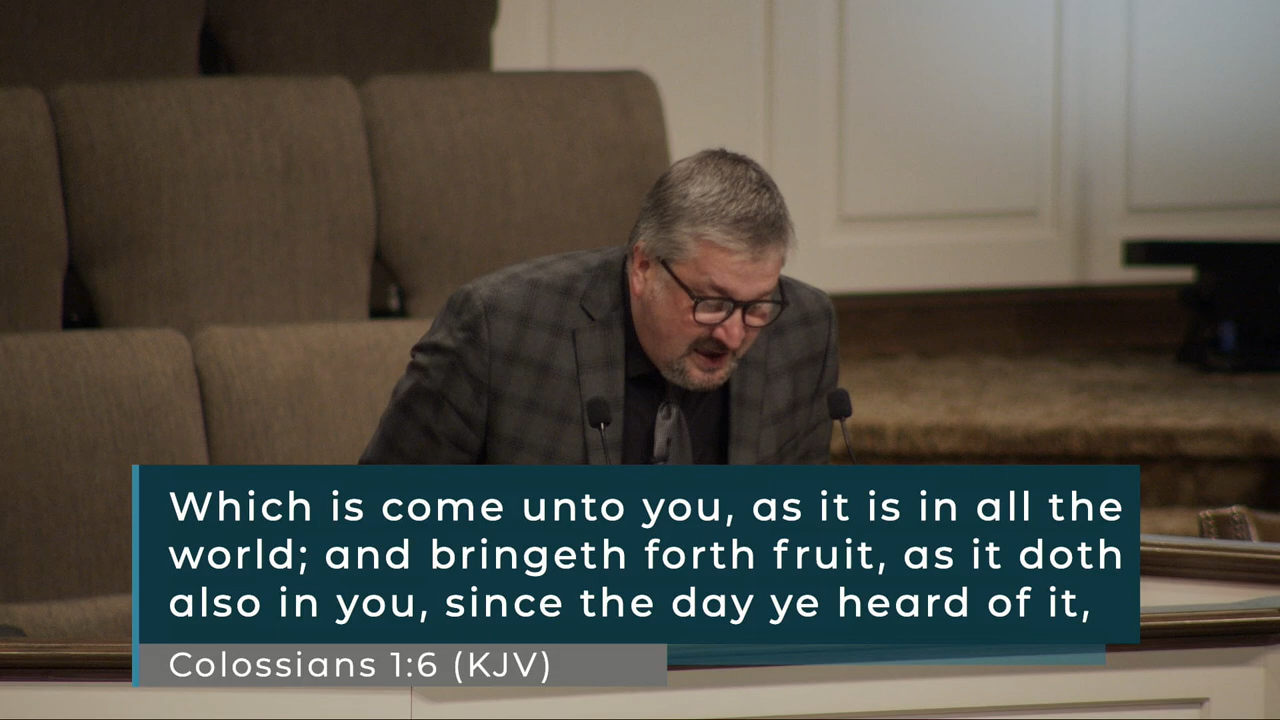 Which is come unto you, as it is in all the
world; and bringeth forth fruit, as it doth
also in you, since the day ye heard of it,
Colossians 1:6 (KJV)